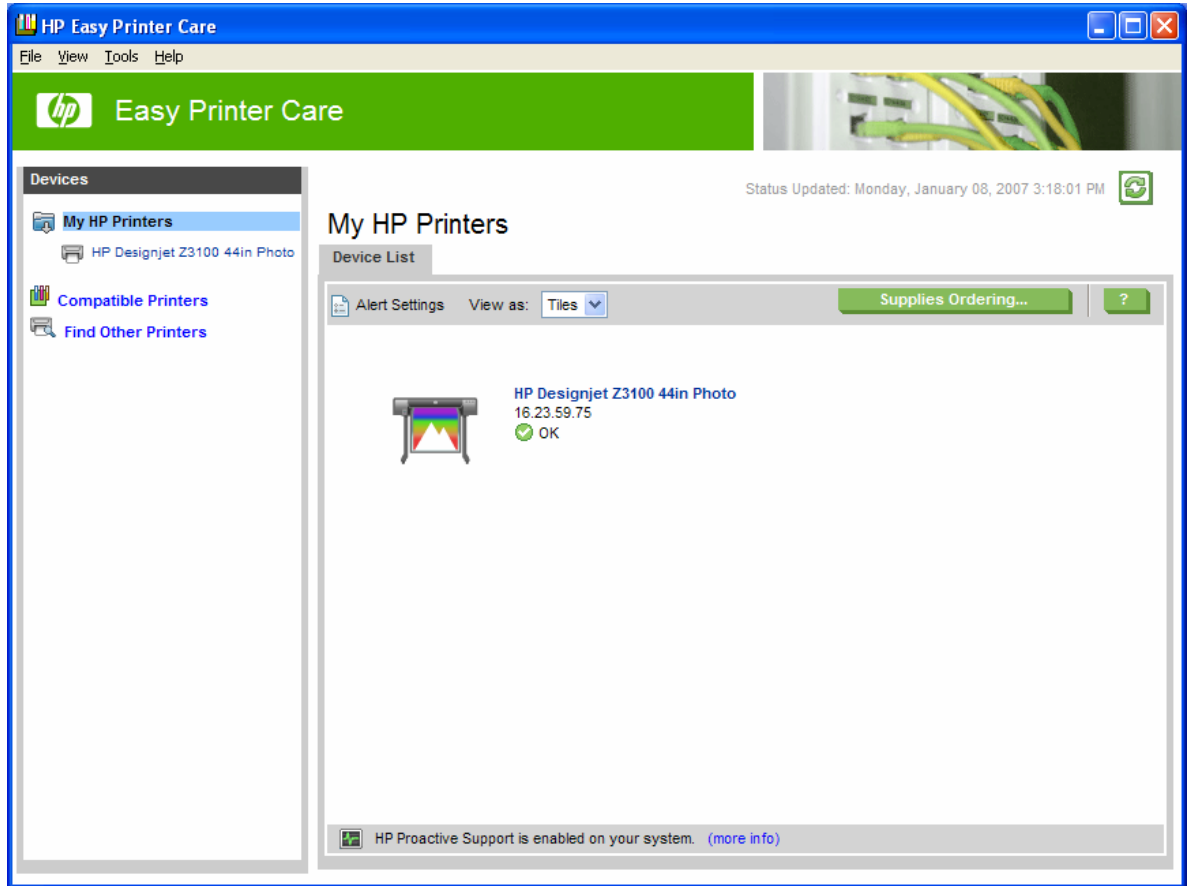 HP Easy Printer Care
File View Tools Help
hp Easy Printer Care
Devices
My HP Printers
HP Designjet Z3100 44in Photo
Compatible Printers
Find Other Printers
Status Updated: Monday, January 08, 2007 3:18:01 PM
My HP Printers
Device List
Alert Settings View as: Tiles Supplies Ordering... ?
HP Designjet Z3100 44in Photo
16.23.59.75
OK
HP Proactive Support is enabled on your system. (more info)